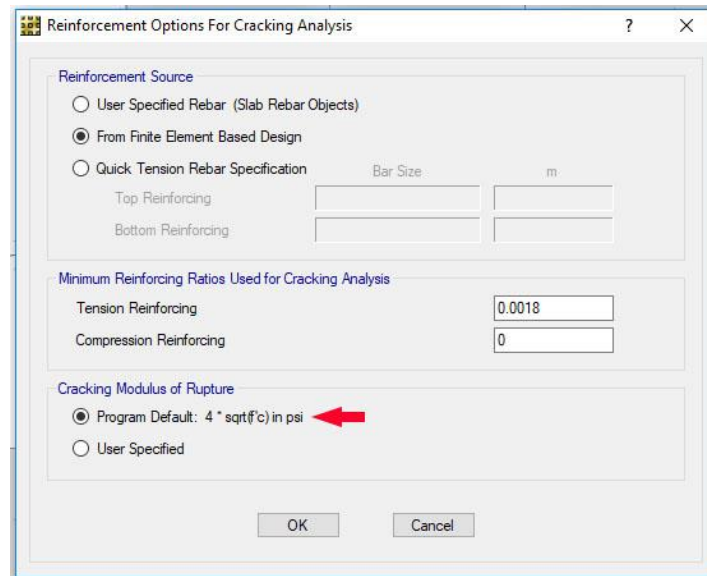 Reinforcement Options For Cracking Analysis ? X
Reinforcement Source
User Specified Rebar (Slab Rebar Objects)
From Finite Element Based Design
Quick Tension Rebar Specification Bar Size m
Top Reinforcing
Bottom Reinforcing
Minimum Reinforcing Ratios Used for Cracking Analysis
Tension Reinforcing 0.0018
Compression Reinforcing 0
Cracking Modulus of Rupture
Program Default: 4 * sqrt(f'c) in psi
User Specified
OK Cancel